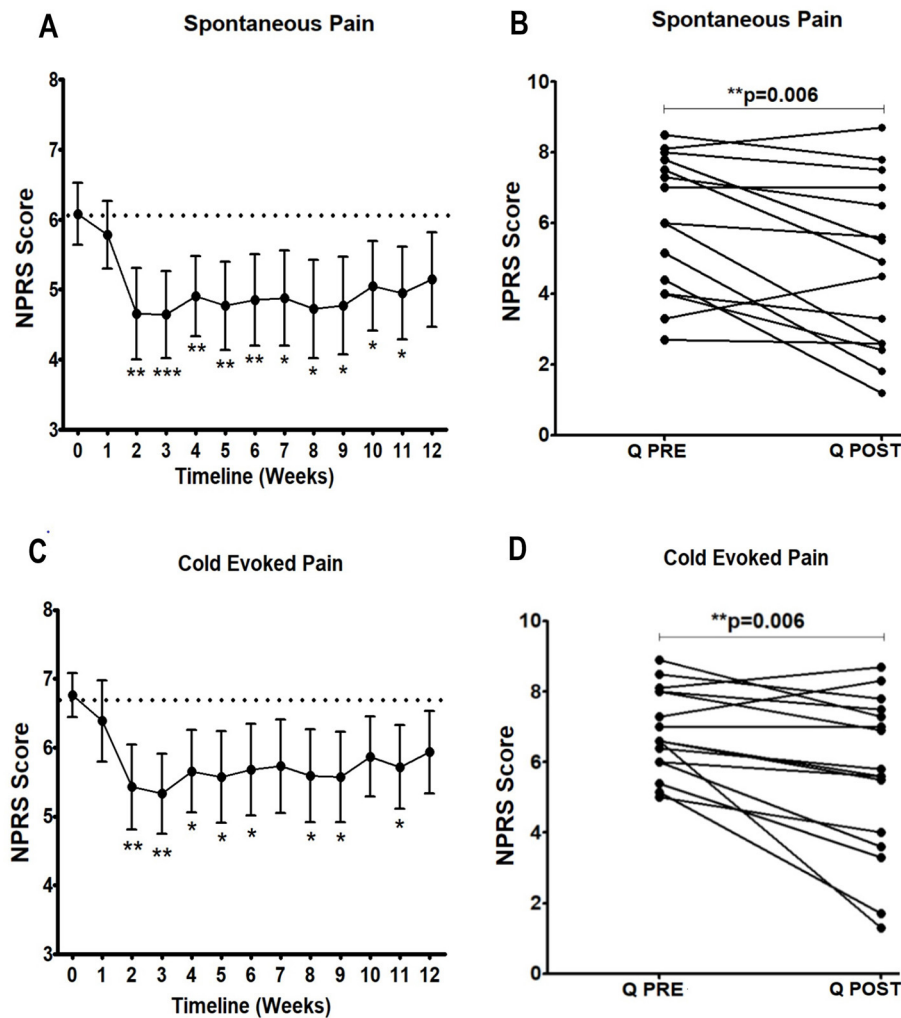 A
Spontaneous Pain
8
7
6
5
4
3
NPRS Score
** *** ** ** ** * * * * *
0 1 2 3 4 5 6 7 8 9 10 11 12
Timeline (Weeks)
B
Spontaneous Pain
10
8
6
4
2
0
NPRS Score
**p=0.006
Q PRE Q POST
C
Cold Evoked Pain
8
7
6
5
4
3
NPRS Score
** ** * * * * * *
0 1 2 3 4 5 6 7 8 9 10 11 12
Timeline (Weeks)
D
Cold Evoked Pain
10
8
6
4
2
0
NPRS Score
**p=0.006
Q PRE Q POST